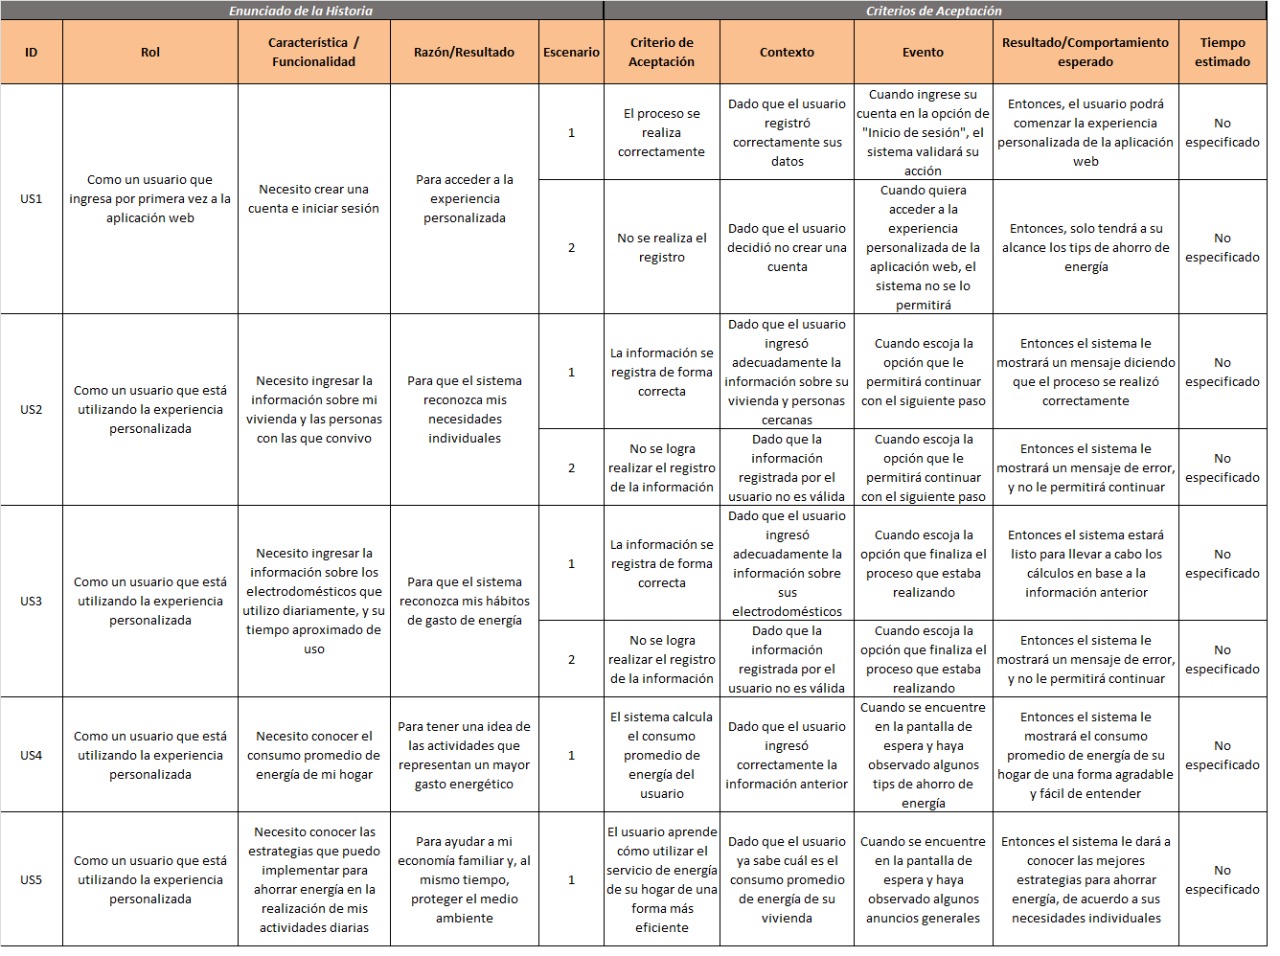 Enunciado de la Historia
Criterios de Aceptación
ID
Rol
Característica /
Funcionalidad
Razón/Resultado
Escenario
Criterio de
Aceptación
Contexto
Evento
Resultado/Comportamiento
esperado
Tiempo
estimado
US1
Como un usuario que
ingresa por primera vez a la
aplicación web
Necesito crear una
cuenta e iniciar sesión
Para acceder a la
experiencia
personalizada
1
El proceso se
realiza
correctamente
Dado que el usuario
registró
correctamente sus
datos
Cuando ingrese su
cuenta en la opción de
"Inicio de sesión", el
sistema validará su
acción
Entonces, el usuario podrá
comenzar la experiencia
personalizada de la aplicación
web
No
especificado
2
No se realiza el
registro
Dado que el usuario
decidió no crear una
cuenta
Cuando quiera
acceder a la
experiencia
personalizada de la
aplicación web, el
sistema no se lo
permitirá
Entonces, solo tendrá a su
alcance los tips de ahorro de
energía
No
especificado
US2
Como un usuario que está
utilizando la experiencia
personalizada
Necesito ingresar la
información sobre mi
vivienda y las personas
con las que convivo
Para que el sistema
reconozca mis
necesidades
individuales
1
La información se
registra de forma
correcta
Dado que el usuario
ingresó
adecuadamente la
información sobre su
vivienda y personas
cercanas
Cuando escoja la
opción que le
permitirá continuar
con el siguiente paso
Entonces el sistema le
mostrará un mensaje diciendo
que el proceso se realizó
correctamente
No
especificado
2
No se logra
realizar el registro
de la información
Dado que la
información
registrada por el
usuario no es válida
Cuando escoja la
opción que le
permitirá continuar
con el siguiente paso
Entonces el sistema le
mostrará un mensaje de error,
y no le permitirá continuar
No
especificado
US3
Como un usuario que está
utilizando la experiencia
personalizada
Necesito ingresar la
información sobre los
electrodomésticos que
utilizo diariamente, y su
tiempo aproximado de
uso
Para que el sistema
reconozca mis hábitos
de gasto de energía
1
La información se
registra de forma
correcta
Dado que el usuario
ingresó
adecuadamente la
información sobre
sus
electrodomésticos
Cuando escoja la
opción que finaliza el
proceso que estaba
realizando
Entonces el sistema estará
listo para llevar a cabo los
cálculos en base a la
información anterior
No
especificado
2
No se logra
realizar el registro
de la información
Dado que la
información
registrada por el
usuario no es válida
Cuando escoja la
opción que finaliza el
proceso que estaba
realizando
Entonces el sistema le
mostrará un mensaje de error,
y no le permitirá continuar
No
especificado
US4
Como un usuario que está
utilizando la experiencia
personalizada
Necesito conocer el
consumo promedio de
energía de mi hogar
Para tener una idea de
las actividades que
representan un mayor
gasto energético
1
El sistema calcula
el consumo
promedio de
energía del
usuario
Dado que el usuario
ingresó
correctamente la
información anterior
Cuando se encuentre
en la pantalla de
espera y haya
observado algunos
tips de ahorro de
energía
Entonces el sistema le
mostrará el consumo
promedio de energía de su
hogar de una forma agradable
y fácil de entender
No
especificado
US5
Como un usuario que está
utilizando la experiencia
personalizada
Necesito conocer las
estrategias que puedo
implementar para
ahorrar energía en la
realización de mis
actividades diarias
Para ayudar a mi
economía familiar y, al
mismo tiempo,
proteger el medio
ambiente
1
El usuario aprende
cómo utilizar el
servicio de energía
de su hogar de una
forma más
eficiente
Dado que el usuario
ya sabe cuál es el
consumo promedio
de energía de su
vivienda
Cuando se encuentre
en la pantalla de
espera y haya
observado algunos
anuncios generales
Entonces el sistema le dará a
conocer las mejores
estrategias para ahorrar
energía, de acuerdo a sus
necesidades individuales
No
especificado